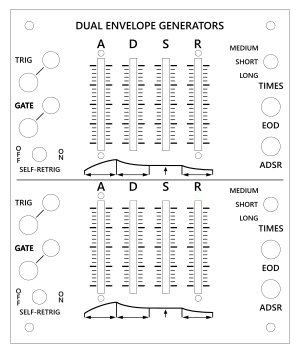 DUAL ENVELOPE GENERATORS
A D S R
MEDIUM
TRIG
SHORT
LONG
TIMES
GATE
EOD
OFF
ON
ADSR
SELF-RETRIG
A D S R
MEDIUM
TRIG
SHORT
LONG
TIMES
GATE
EOD
OFF
ON
ADSR
SELF-RETRIG